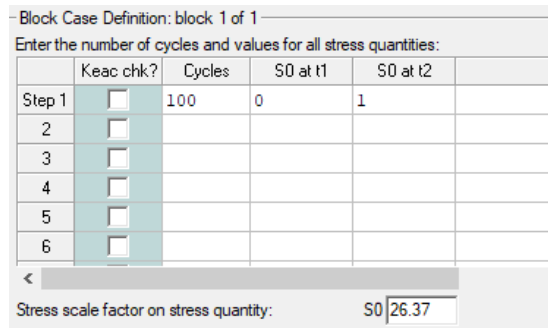 Block Case Definition: block 1 of 1
Enter the number of cycles and values for all stress quantities:
Keac chk? Cycles S0 at t1 S0 at t2
Step 1 100 0 1
2
3
4
5
6
<
Stress scale factor on stress quantity: S0 26.37